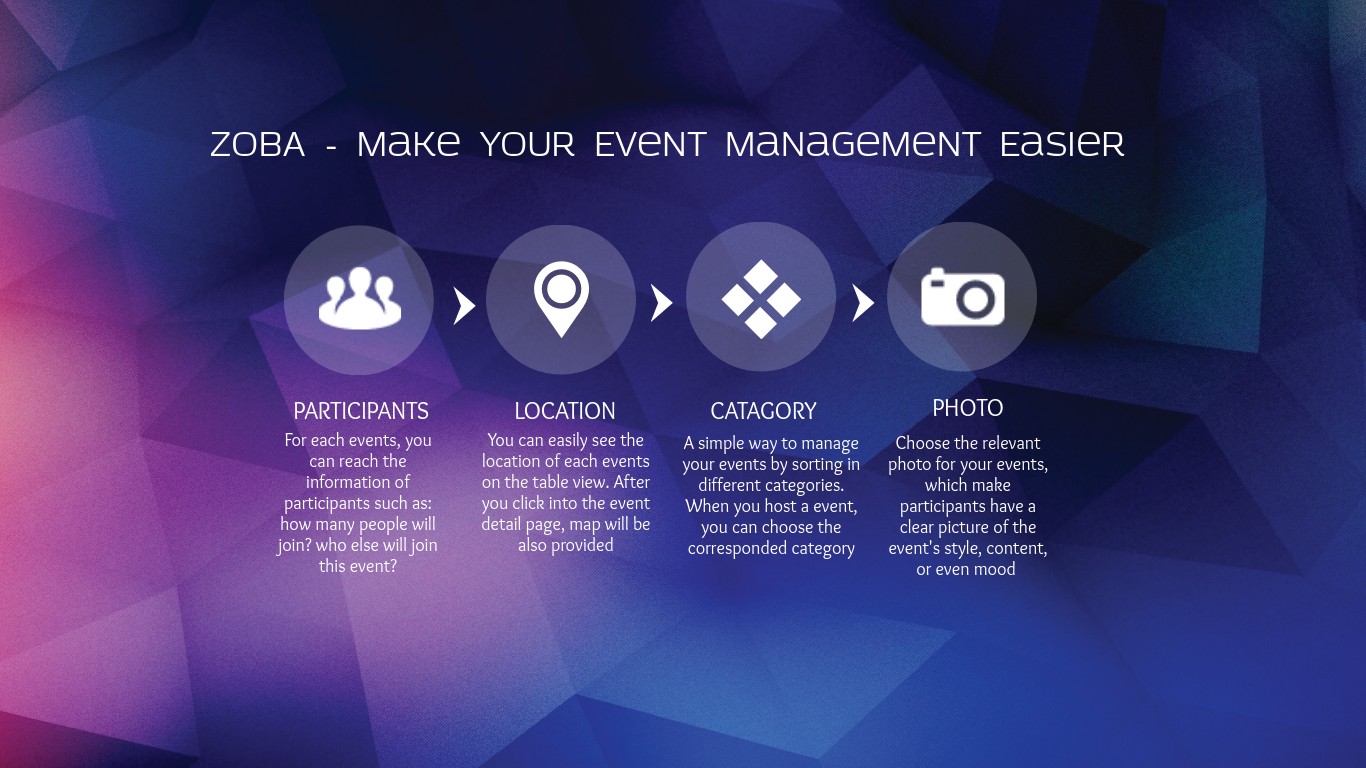 ZOBA - Make YOUR EVENT Management Easier
PARTICIPANTS
For each events, you
can reach the
information of
participants such as:
how many people will
join? who else will join
this event?
LOCATION
You can easily see the
location of each events
on the table view. After
you click into the event
detail page, map will be
also provided
CATAGORY
A simple way to manage
your events by sorting in
different categories.
When you host a event,
you can choose the
corresponded category
PHOTO
Choose the relevant
photo for your events,
which make
participants have a
clear picture of the
event's style, content,
or even mood